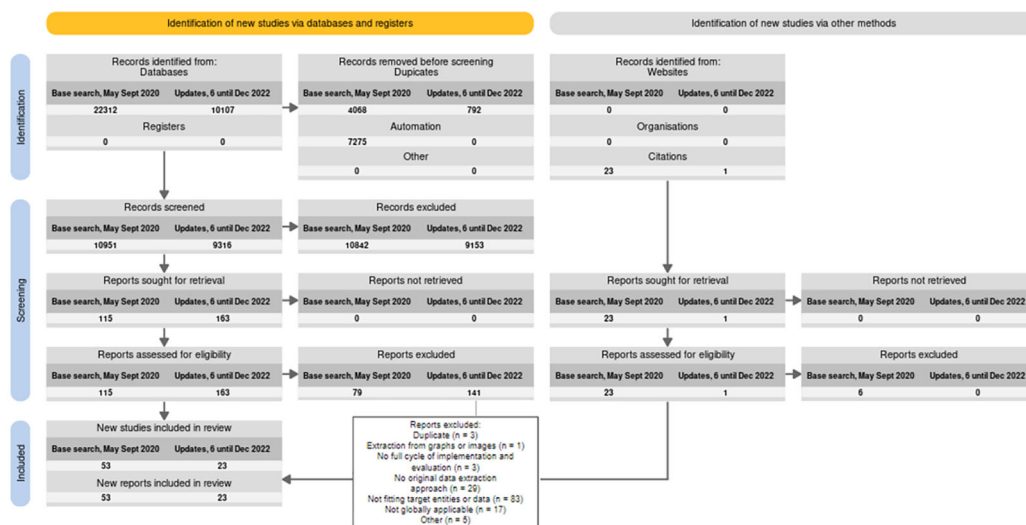 Identification of new studies via databases and registers
Identification of new studies via other methods
Identification
Records identified from:
Databases
Base search, May Sept 2020 Updates, 6 until Dec 2022
22312 10107
Registers
0 0
Records removed before screening
Dupicates
Base search, May Sept 2020 Updates, 6 until Dec 2022
4068 792
Automation
7275 0
Other
0 0
Records identified from:
Websites
Base search, May Sept 2020 Updates, 6 until Dec 2022
0 0
Organisations
0 0
Citations
23 1
Screening
Records screened
Base search, May Sept 2020 Updates, 6 until Dec 2022
10951 9316
Records excluded
Base search, May Sept 2020 Updates, 6 until Dec 2022
10842 9153
Reports sought for retrieval
Base search, May Sept 2020 Updates, 6 until Dec 2022
115 163
Reports not retrieved
Base search, May Sept 2020 Updates, 6 until Dec 2022
0 0
Reports sought for retrieval
Base search, May Sept 2020 Updates, 6 until Dec 2022
23 1
Reports not retrieved
Base search, May Sept 2020 Updates, 6 until Dec 2022
0 0
Reports assessed for eligibility
Base search, May Sept 2020 Updates, 6 until Dec 2022
115 163
Reports excluded
Base search, May Sept 2020 Updates, 6 until Dec 2022
79 141
Reports assessed for eligibility
Base search, May Sept 2020 Updates, 6 until Dec 2022
23 1
Reports excluded
Base search, May Sept 2020 Updates, 6 until Dec 2022
6 0
Included
New studies included in review
Base search, May Sept 2020 Updates, 6 until Dec 2022
53 23
New reports included in review
53 23
Reports excluded:
Duplicate (n = 3)
Extraction from graphs or images (n = 1)
No full cycle of implementation and
evaluation (n = 3)
No original data extraction
approach (n = 29)
Not fitting target entities or data (n = 83)
Not globally applicable (n = 17)
Other (n = 5)